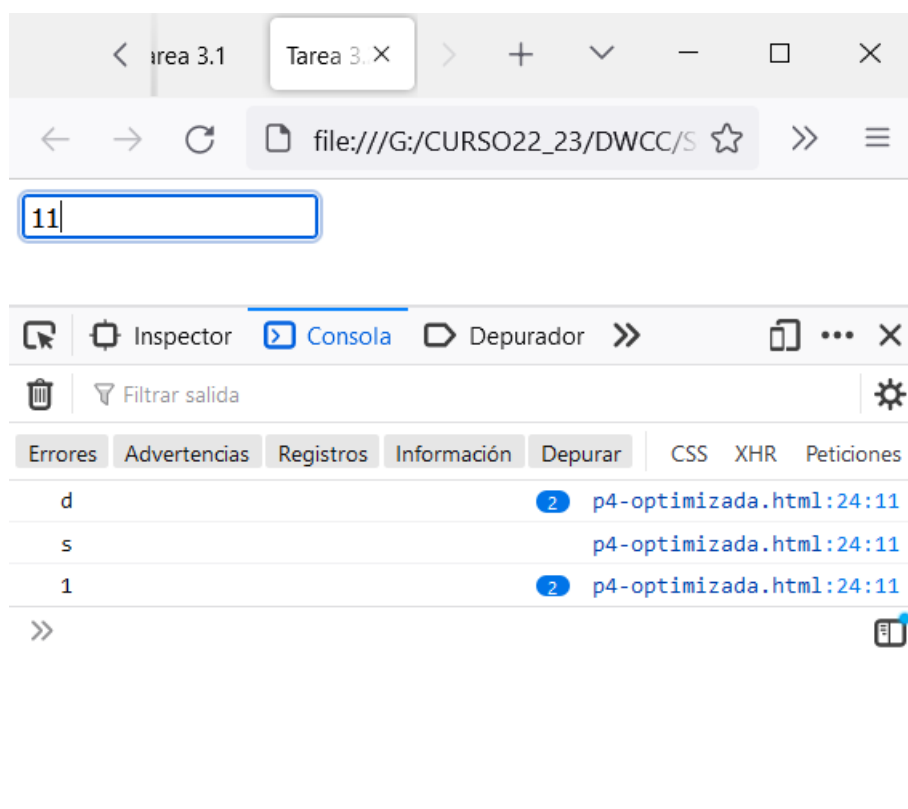 area 3.1 Tarea 3.
file:///G:/CURSO22_23/DWCC/S
11
Inspector Consola Depurador
Filtrar salida
Errores Advertencias Registros Información Depurar CSS XHR Peticiones
d 2 p4-optimizada.html:24:11
s p4-optimizada.html:24:11
1 2 p4-optimizada.html:24:11